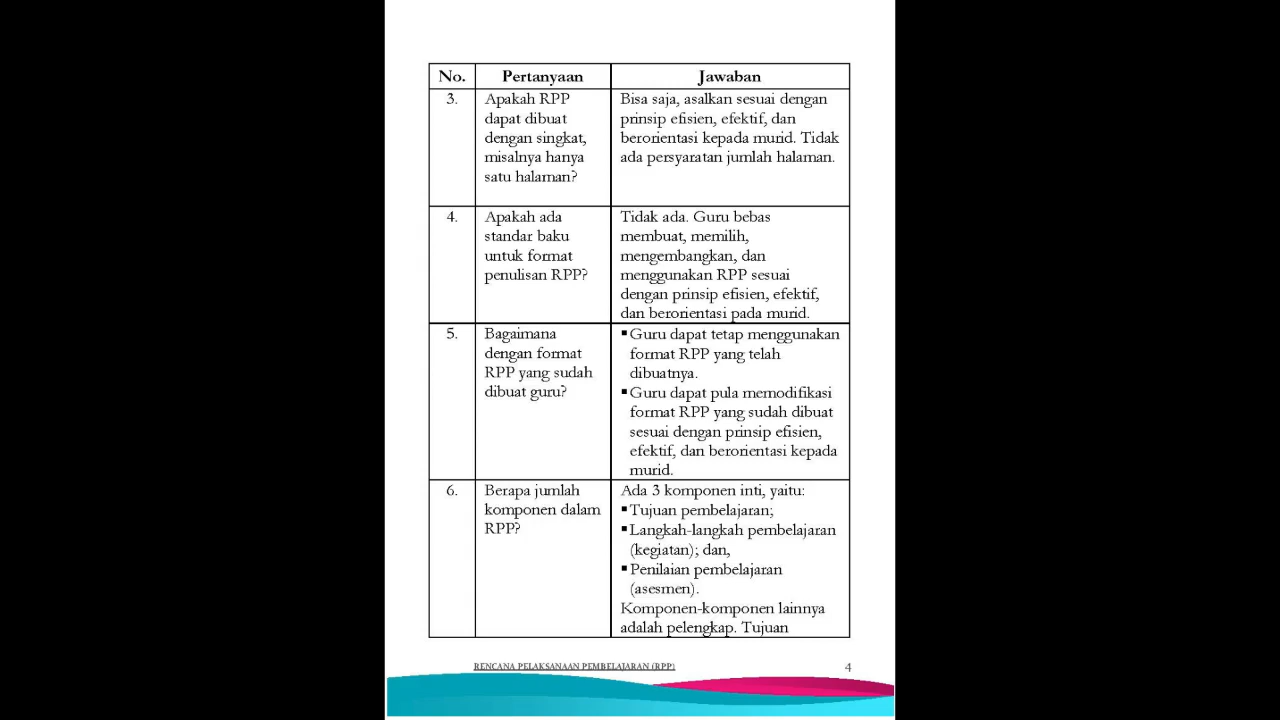 No. Pertanyaan Jawaban
3. Apakah RPP
dapat dibuat
dengan singkat,
misalnya hanya
satu halaman?
Bisa saja, asalkan sesuai dengan
prinsip efisien, efektif, dan
berorientasi kepada murid. Tidak
ada persyaratan jumlah halaman.
4. Apakah ada
standar baku
untuk format
penulisan RPP?
Tidak ada. Guru bebas
membuat, memilih,
mengembangkan, dan
menggunakan RPP sesuai
dengan prinsip efisien, efektif,
dan berorientasi pada murid.
5. Bagaimana
dengan format
RPP yang sudah
dibuat guru?
▪Guru dapat tetap menggunakan
format RPP yang telah
dibuatnya.
▪Guru dapat pula memodifikasi
format RPP yang sudah dibuat
sesuai dengan prinsip efisien,
efektif, dan berorientasi kepada
murid.
6. Berapa jumlah
komponen dalam
RPP?
Ada 3 komponen inti, yaitu:
▪Tujuan pembelajaran;
▪Langkah-langkah pembelajaran
(kegiatan); dan,
▪Penilaian pembelajaran
(asesmen).
Komponen-komponen lainnya
adalah pelengkap. Tujuan
RENCANA PELAKSANAAN PEMBELAJARAN (RPP) 4